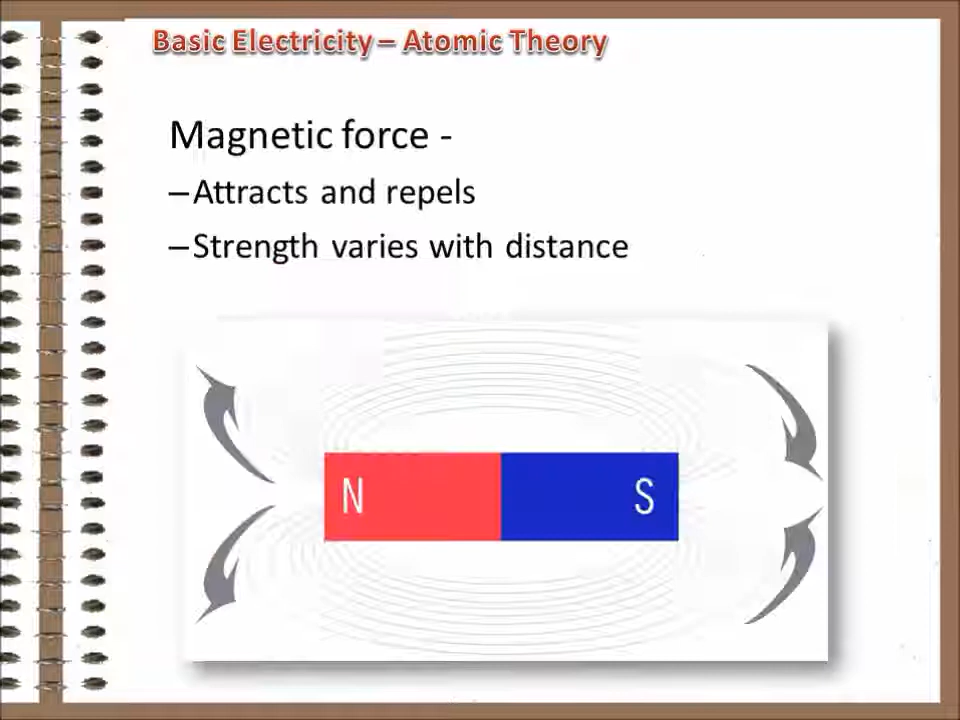 Basic Electricity – Atomic Theory
Magnetic force -
–Attracts and repels
–Strength varies with distance
N S